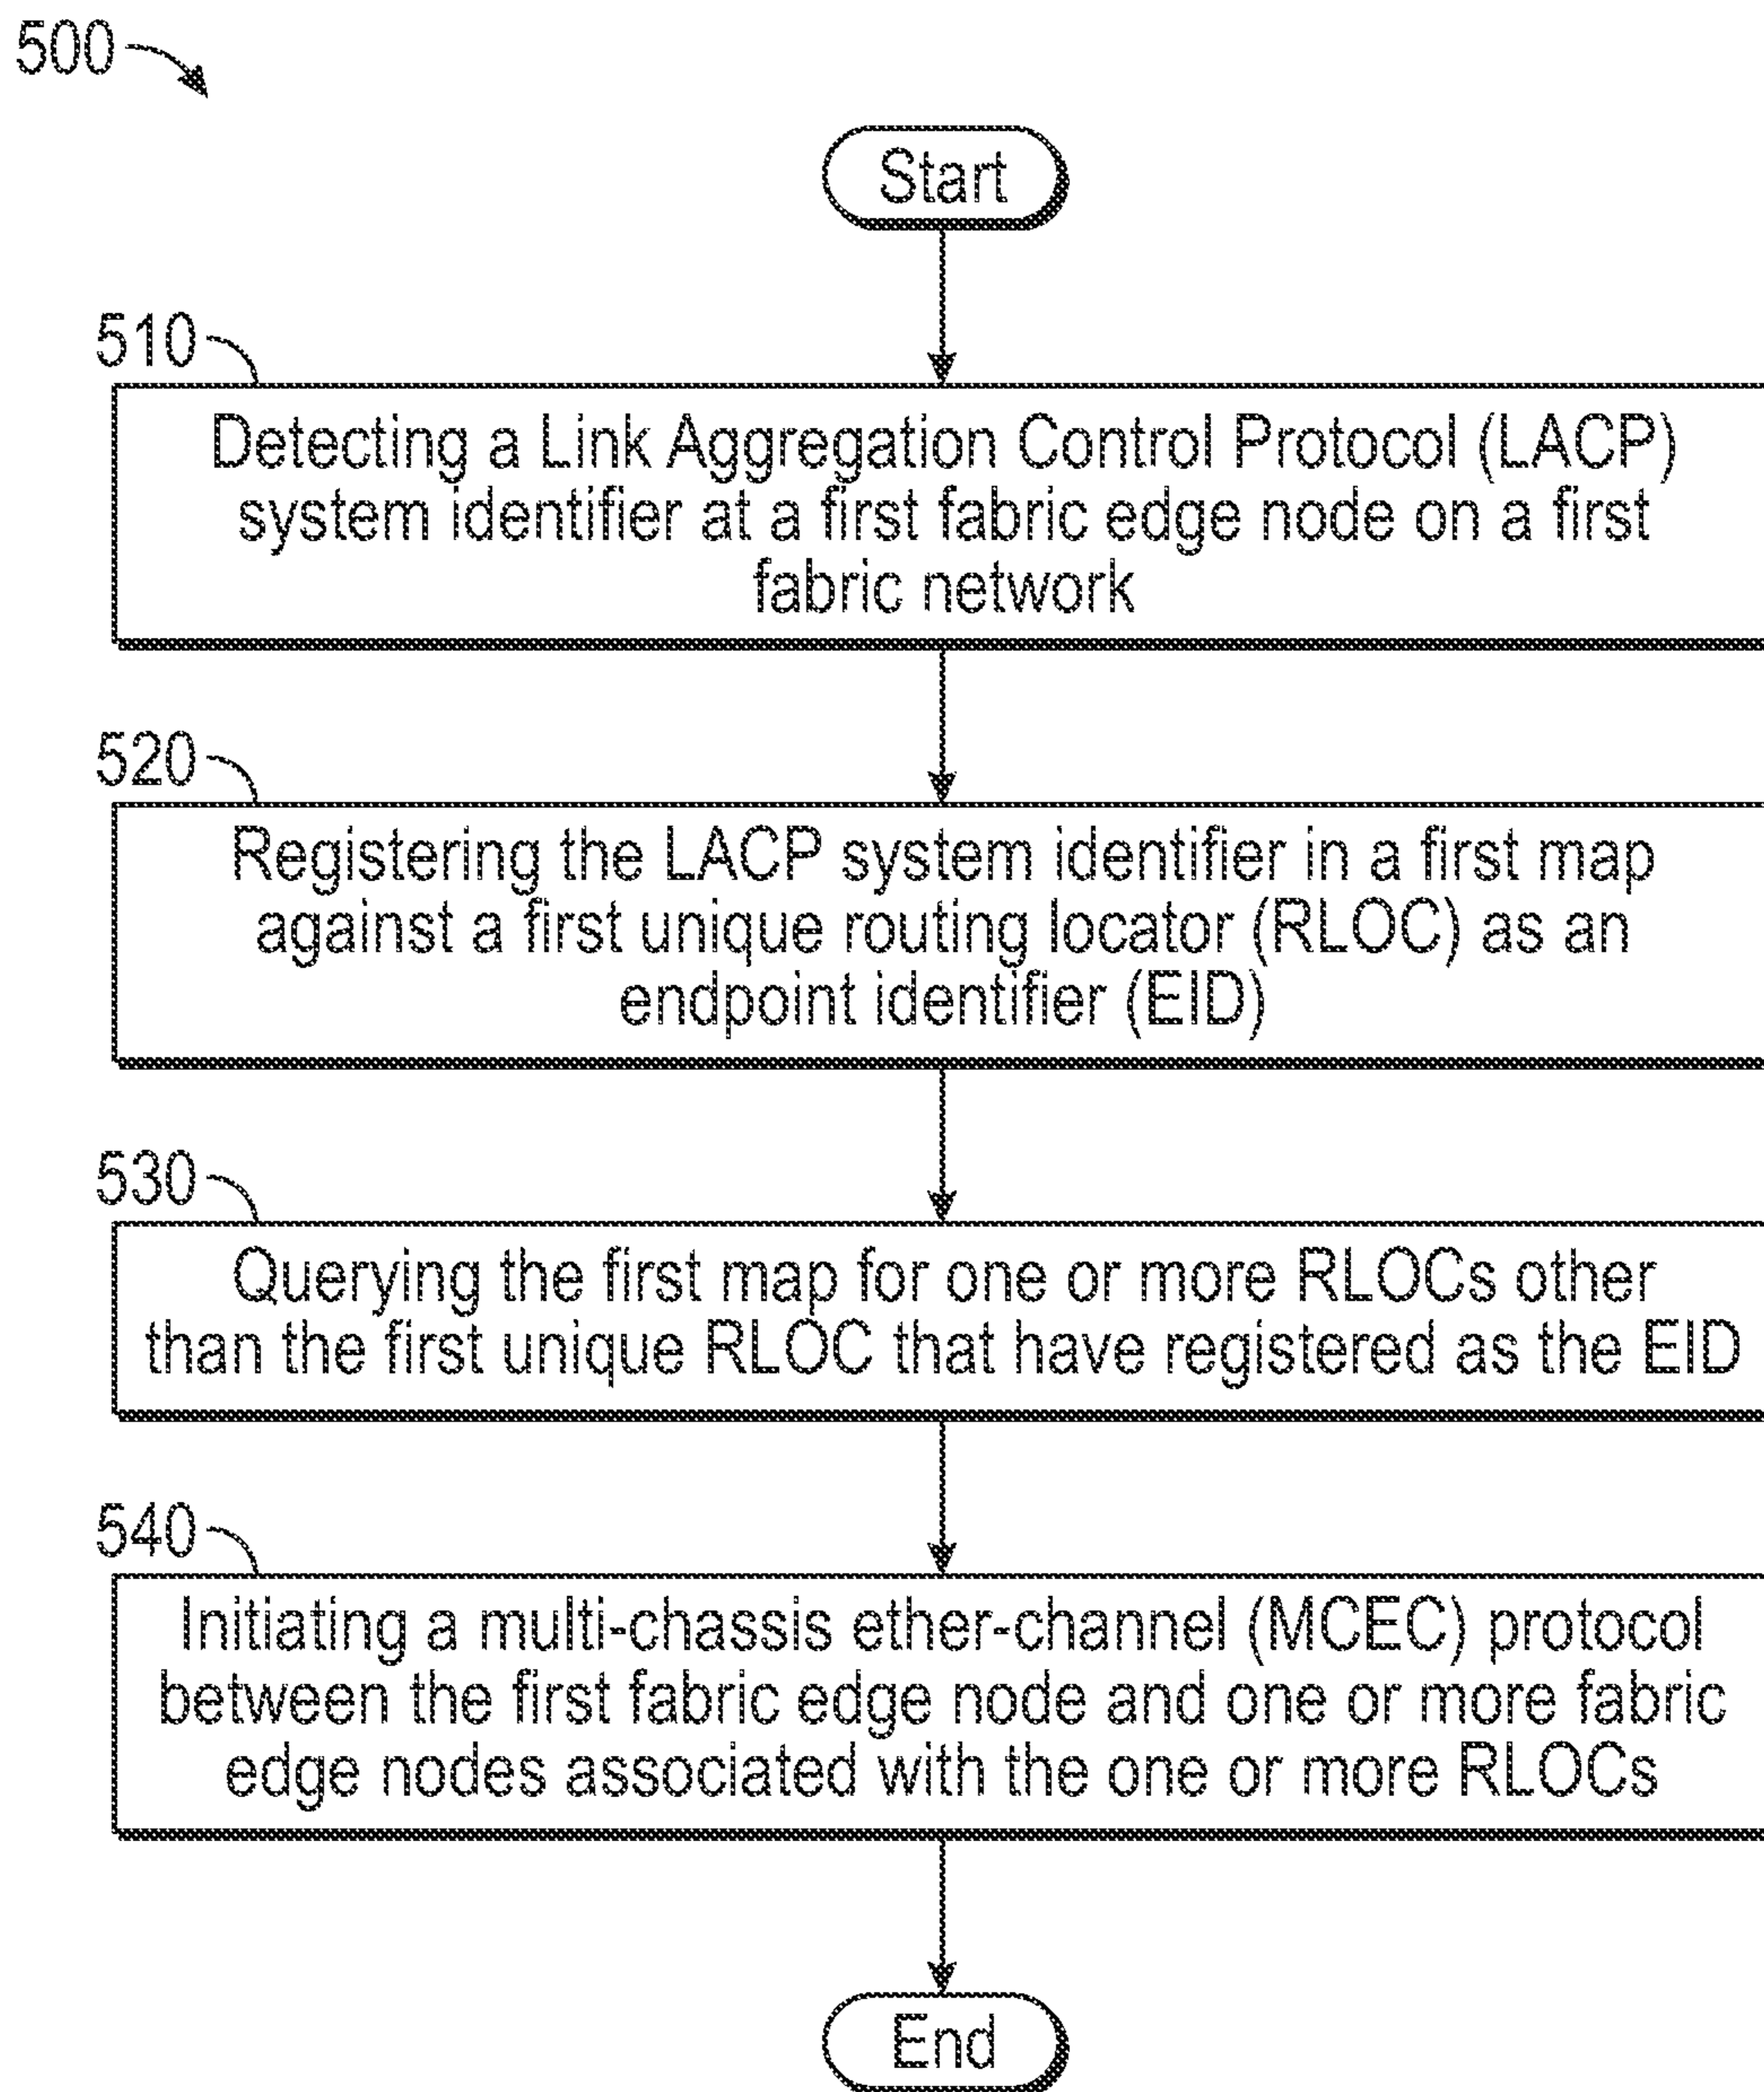 500
Start
510
Detecting a Link Aggregation Control Protocol (LACP)
system identifier at a first fabric edge node on a first
fabric network
520
Registering the LACP system identifier in a first map
against a first unique routing locator (RLOC) as an
endpoint identifier (EID)
530
Querying the first map for one or more RLOCs other
than the first unique RLOC that have registered as the EID
540
Initiating a multi-chassis ether-channel (MCEC) protocol
between the first fabric edge node and one or more fabric
edge nodes associated with the one or more RLOCs
End